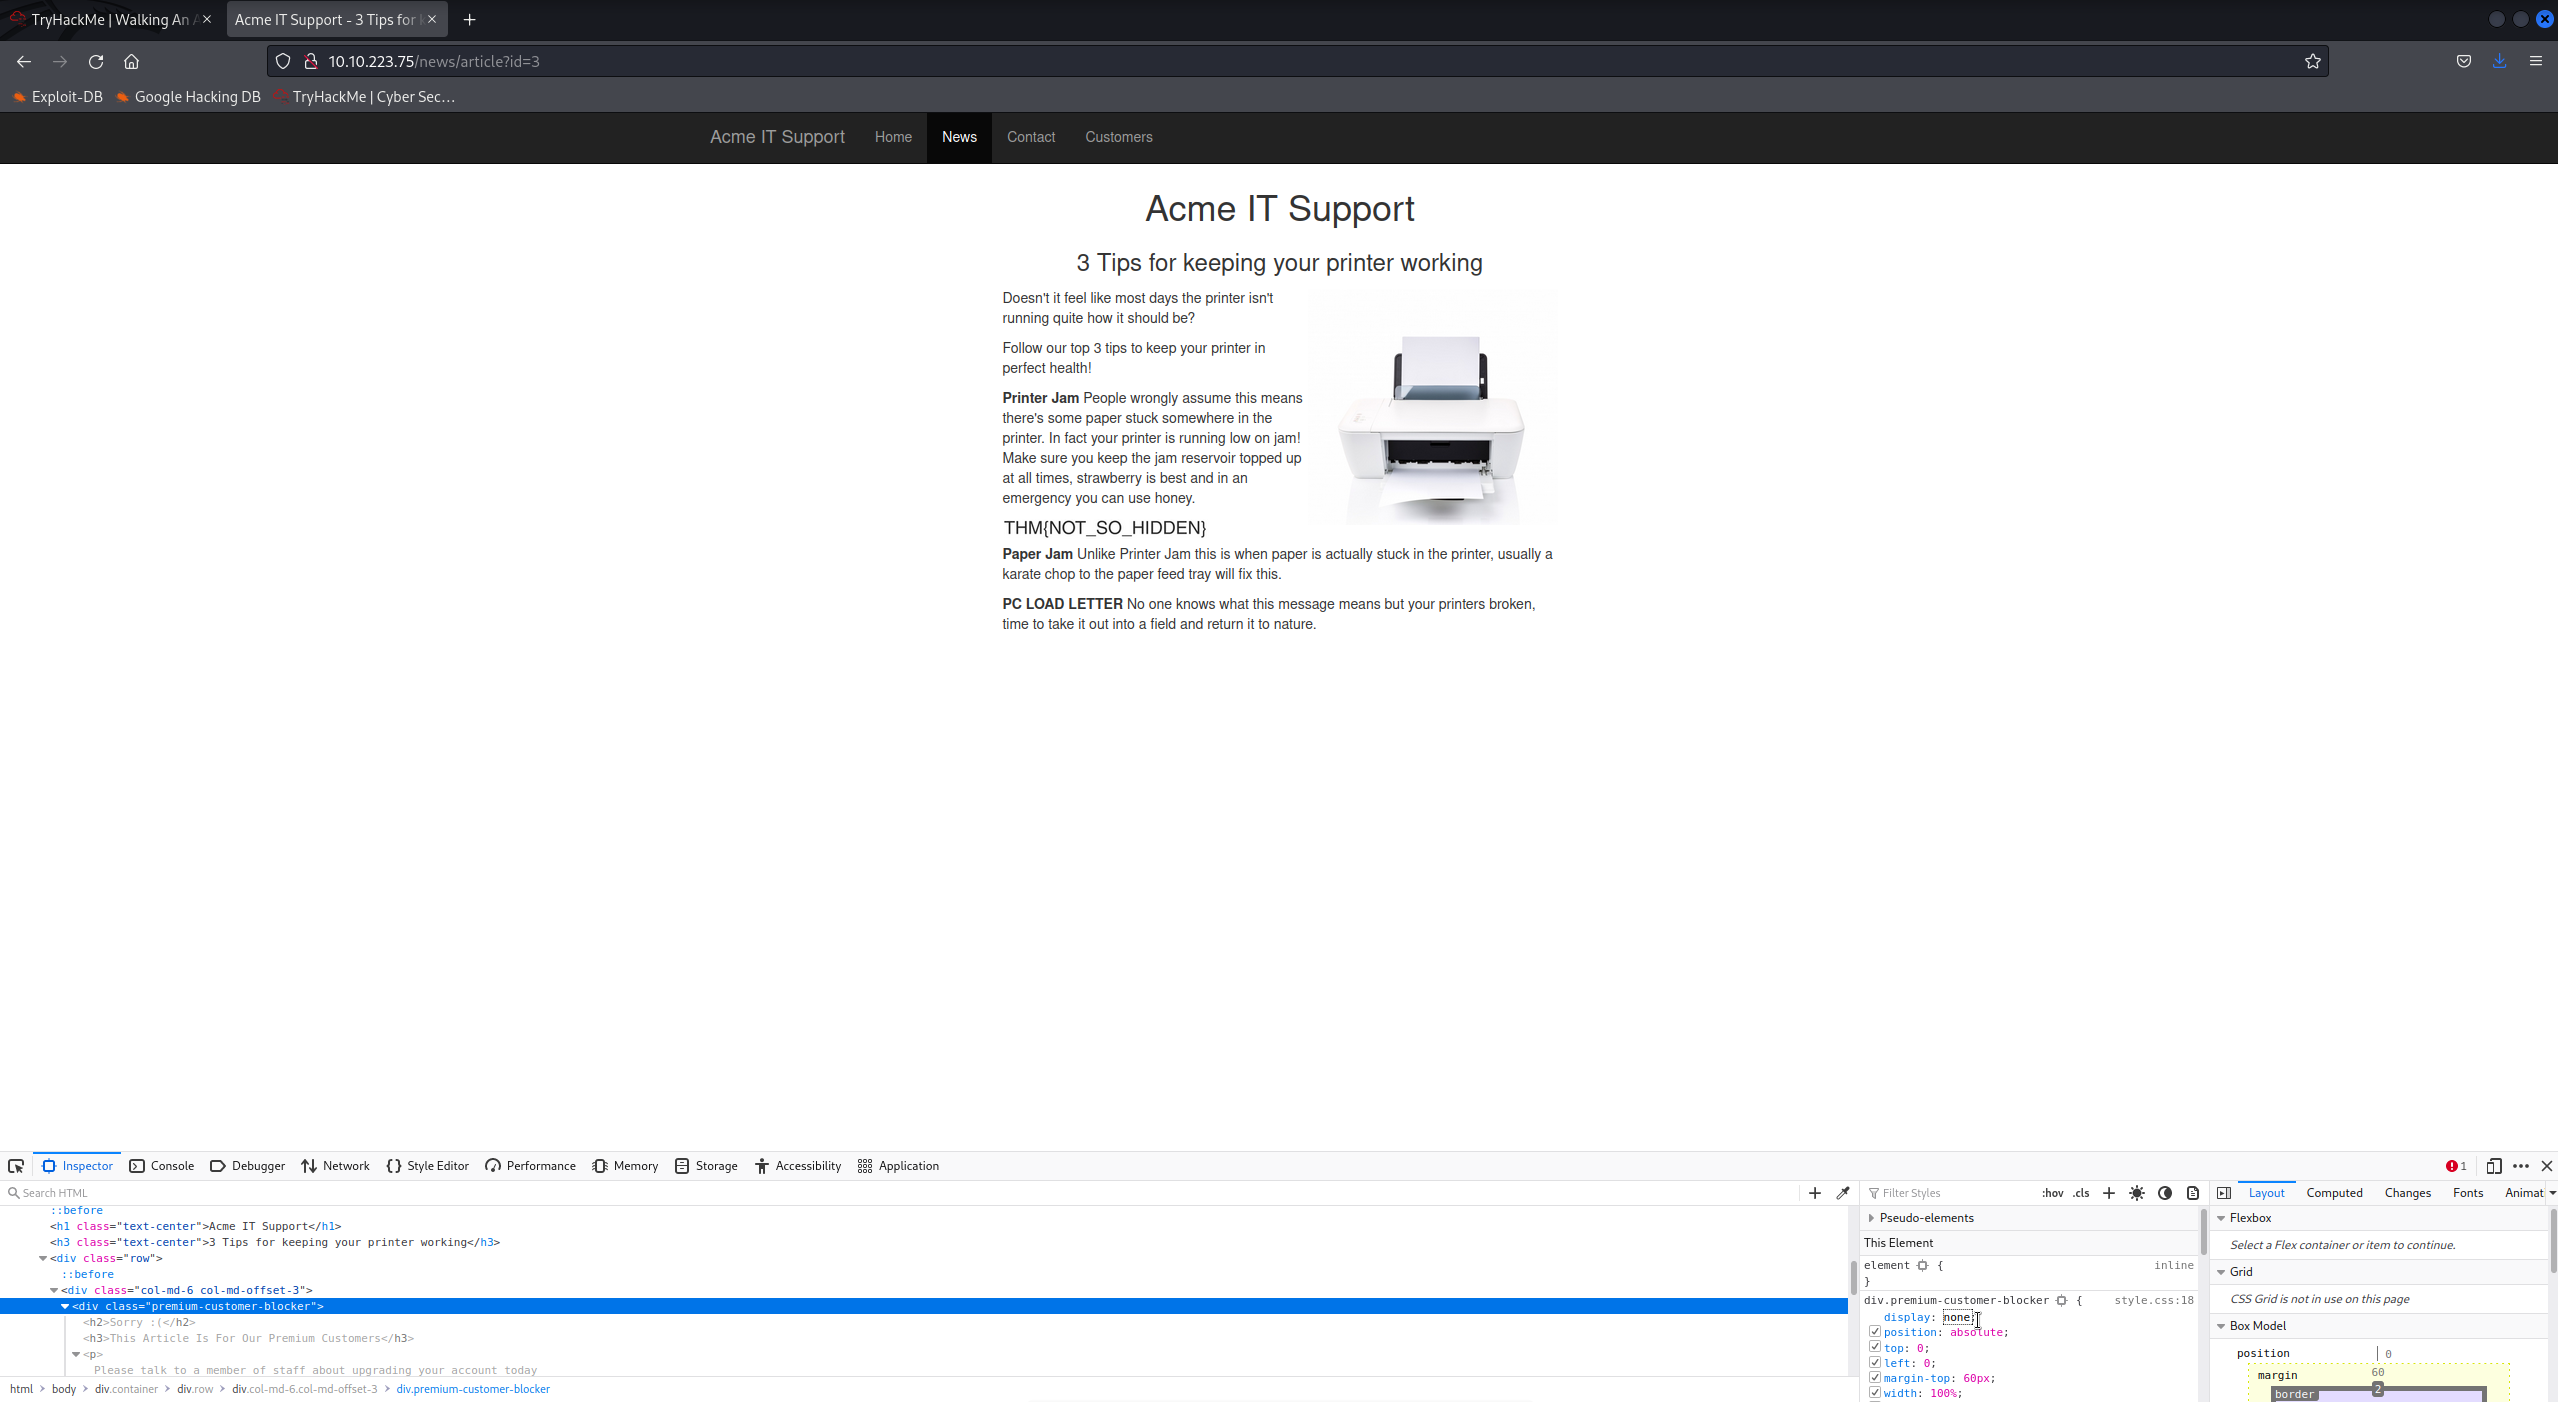 TryHackMe | Walking An A
Acme IT Support - 3 Tips for k
10.10.223.75/news/article?id=3
Exploit-DB Google Hacking DB TryHackMe | Cyber Sec…
Acme IT Support Home News Contact Customers
Acme IT Support
3 Tips for keeping your printer working
Doesn't it feel like most days the printer isn't
running quite how it should be?
Follow our top 3 tips to keep your printer in
perfect health!
Printer Jam People wrongly assume this means
there's some paper stuck somewhere in the
printer. In fact your printer is running low on jam!
Make sure you keep the jam reservoir topped up
at all times, strawberry is best and in an
emergency you can use honey.
THM{NOT_SO_HIDDEN}
Paper Jam Unlike Printer Jam this is when paper is actually stuck in the printer, usually a
karate chop to the paper feed tray will fix this.
PC LOAD LETTER No one knows what this message means but your printers broken,
time to take it out into a field and return it to nature.
Inspector Console Debugger Network Style Editor Performance Memory Storage Accessibility Application 1
Search HTML
::before
<h1 class="text-center">Acme IT Support</h1>
<h3 class="text-center">3 Tips for keeping your printer working</h3>
<div class="row">
::before
<div class="col-md-6 col-md-offset-3">
<div class="premium-customer-blocker">
<h2>Sorry :(</h2>
<h3>This Article Is For Our Premium Customers</h3>
<p>
Please talk to a member of staff about upgrading your account today
html > body > div.container > div.row > div.col-md-6.col-md-offset-3 > div.premium-customer-blocker
Filter Styles :hov .cls
Pseudo-elements
This Element
element { inline
}
div.premium-customer-blocker { style.css:18
display: none;
position: absolute;
top: 0;
left: 0;
margin-top: 60px;
width: 100%;
Layout Computed Changes Fonts Animat
Flexbox
Select a Flex container or item to continue.
Grid
CSS Grid is not in use on this page
Box Model
position 0
margin 60
border 2